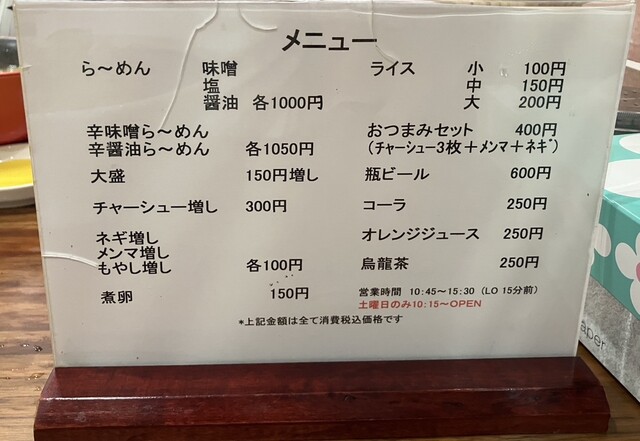 メニュー
ら～めん 味噌
塩
醤油 各1000円
辛味噌ら～めん
辛醤油ら～めん 各1050円
大盛 150円増し
チャーシュー増し 300円
ネギ増し
メンマ増し
もやし増し 各100円
煮卵 150円
ライス 小 100円
中 150円
大 200円
おつまみセット 400円
(ﾁｬｰｼｭｰ3枚＋ﾒﾝﾏ＋ﾈｷﾞ)
瓶ビール 600円
コーラ 250円
オレンジジュース 250円
烏龍茶 250円
営業時間 10:45～15:30 (LO 15分前)
土曜日のみ10:15～OPEN
*上記金額は全て消費税込価格です
aper